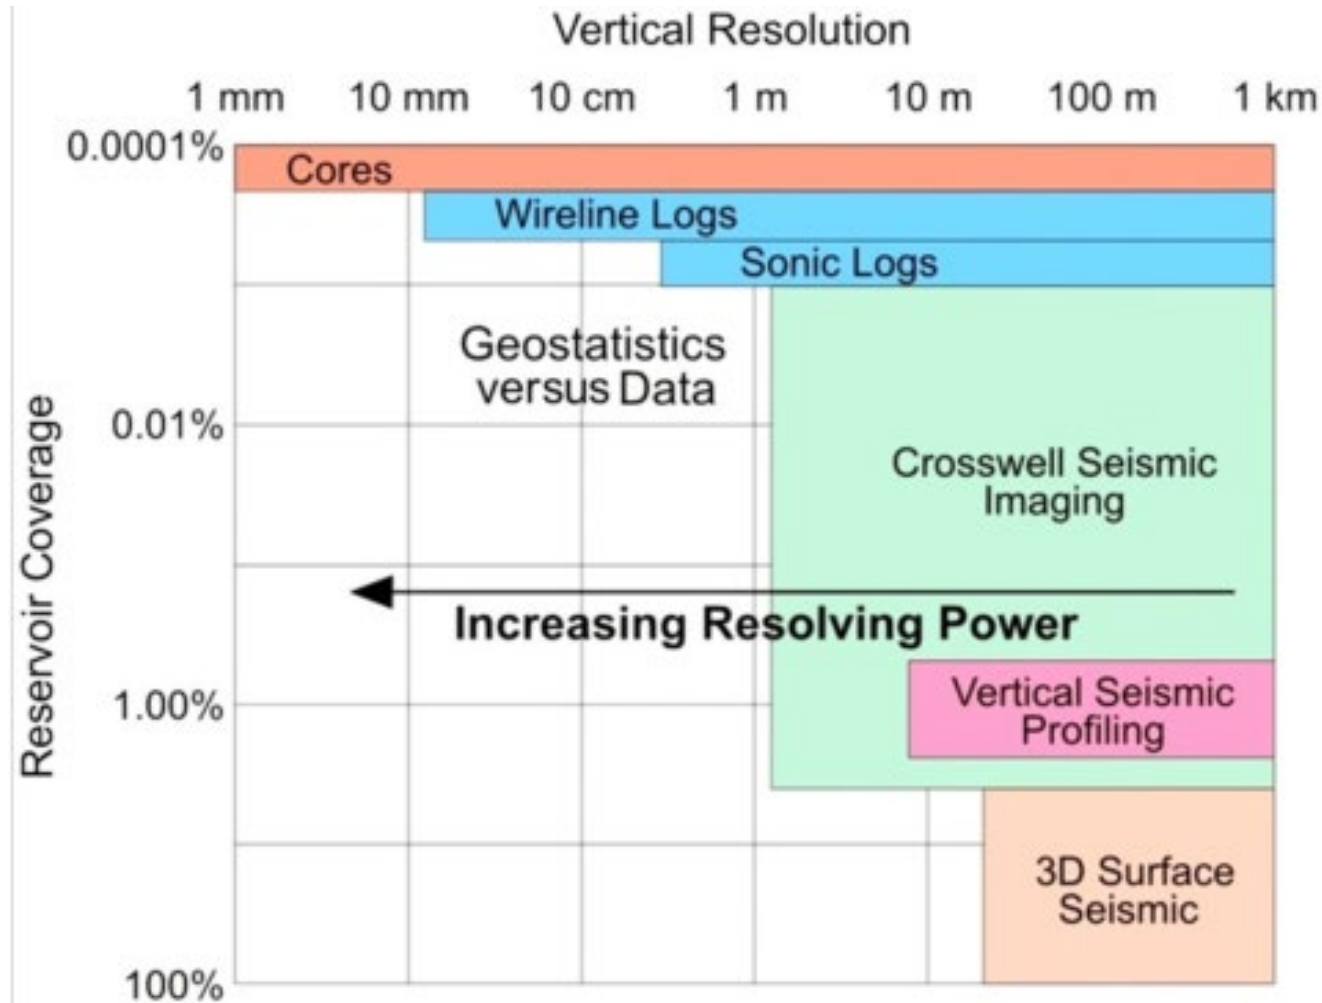 Vertical Resolution
1 mm 10 mm 10 cm 1 m 10 m 100 m 1 km
0.0001%
Cores
Wireline Logs
Sonic Logs
Geostatistics
versus Data
0.01%
Crosswell Seismic
Imaging
Reservoir Coverage
Increasing Resolving Power
1.00%
Vertical Seismic
Profiling
3D Surface
Seismic
100%